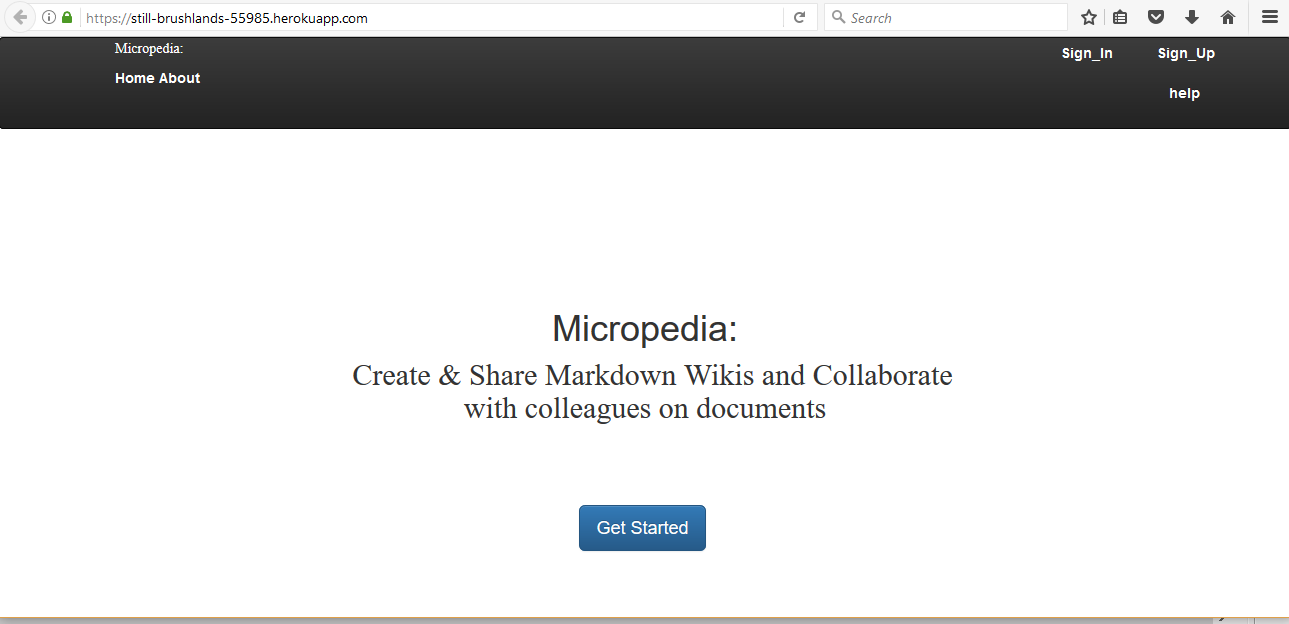 https://still-brushlands-55985.herokuapp.com
Search
Micropedia:
Sign_In Sign_Up
Home About
help
Micropedia:
Create & Share Markdown Wikis and Collaborate
with colleagues on documents
Get Started